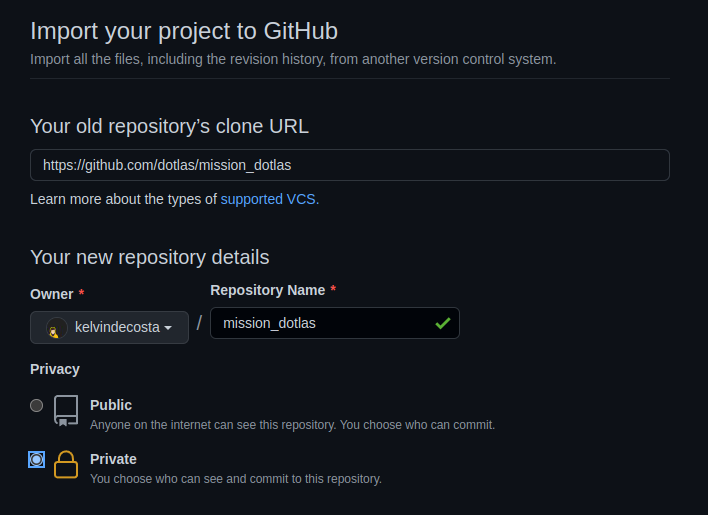 Import your project to GitHub
Import all the files, including the revision history, from another version control system.
Your old repository’s clone URL
https://github.com/dotlas/mission_dotlas
Learn more about the types of supported VCS.
Your new repository details
Owner *
Repository Name *
kelvindecosta
/
mission_dotlas
Privacy
Public
Anyone on the internet can see this repository. You choose who can commit.
Private
You choose who can see and commit to this repository.